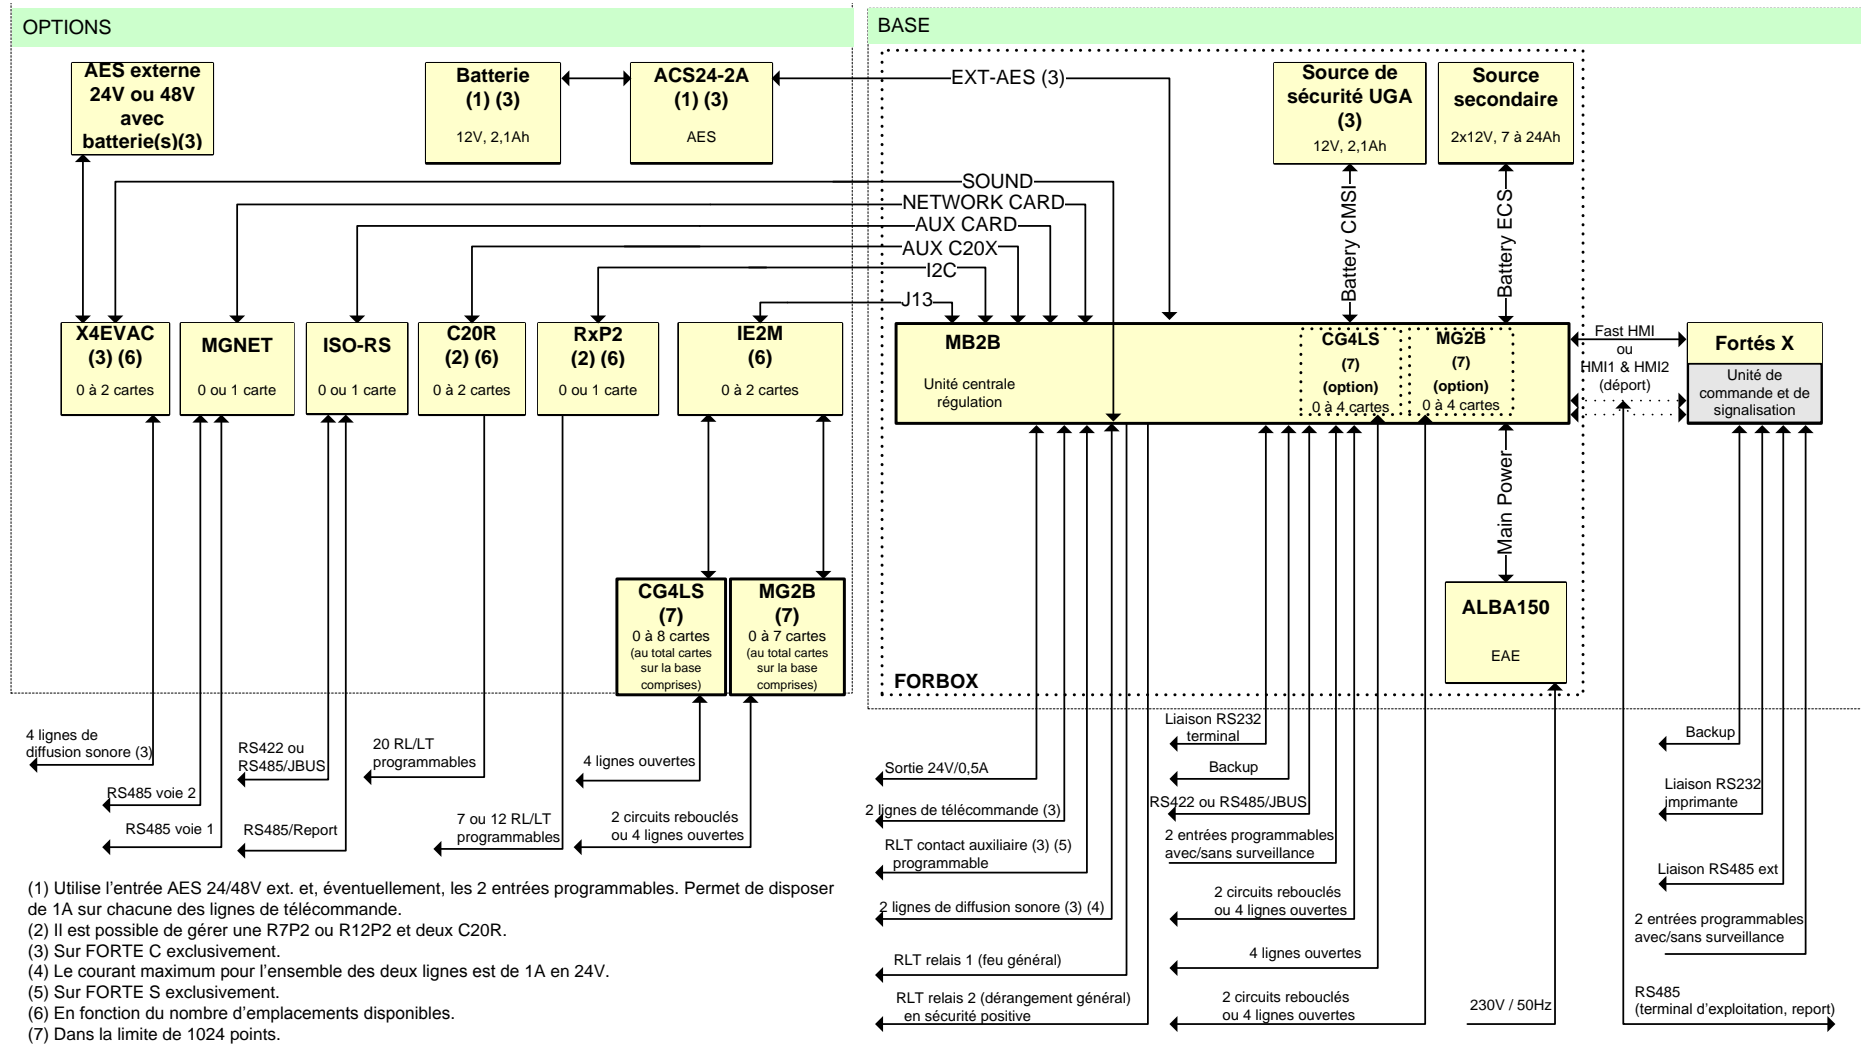 OPTIONS
BASE
AES externe
24V ou 48V
avec
batterie(s)(3)
Batterie
(1) (3)
12V, 2,1Ah
ACS24-2A
(1) (3)
AES
EXT-AES (3)
Source de
sécurité UGA
(3)
12V, 2,1Ah
Source
secondaire
2x12V, 7 à 24Ah
SOUND
NETWORK CARD
AUX CARD
AUX C20X
I2C
J13
Battery CMSI
Battery ECS
X4EVAC
(3) (6)
0 à 2 cartes
MGNET
0 ou 1 carte
ISO-RS
0 ou 1 carte
C20R
(2) (6)
0 à 2 cartes
RxP2
(2) (6)
0 ou 1 carte
IE2M
(6)
0 à 2 cartes
MB2B
Unité centrale
régulation
CG4LS
(7)
(option)
0 à 4 cartes
MG2B
(7)
(option)
0 à 4 cartes
Fast HMI
ou
HMI1 & HMI2
(déport)
Fortés X
Unité de
commande et de
signalisation
Main Power
CG4LS
(7)
0 à 8 cartes
(au total cartes
sur la base
comprises)
MG2B
(7)
0 à 7 cartes
(au total cartes
sur la base
comprises)
ALBA150
EAE
FORBOX
4 lignes de
diffusion sonore (3)
RS485 voie 2
RS485 voie 1
RS422 ou
RS485/JBUS
RS485/Report
20 RL/LT
programmables
7 ou 12 RL/LT
programmables
4 lignes ouvertes
2 circuits rebouclés
ou 4 lignes ouvertes
Sortie 24V/0,5A
2 lignes de télécommande (3)
RLT contact auxiliaire (3) (5)
programmable
2 lignes de diffusion sonore (3) (4)
RLT relais 1 (feu général)
RLT relais 2 (dérangement général)
en sécurité positive
Liaison RS232
terminal
Backup
RS422 ou RS485/JBUS
2 entrées programmables
avec/sans surveillance
2 circuits rebouclés
ou 4 lignes ouvertes
4 lignes ouvertes
2 circuits rebouclés
ou 4 lignes ouvertes
230V / 50Hz
Backup
Liaison RS232
imprimante
Liaison RS485 ext
2 entrées programmables
avec/sans surveillance
RS485
(terminal d'exploitation, report)
(1) Utilise l'entrée AES 24/48V ext. et, éventuellement, les 2 entrées programmables. Permet de disposer
de 1A sur chacune des lignes de télécommande.
(2) Il est possible de gérer une R7P2 ou R12P2 et deux C20R.
(3) Sur FORTE C exclusivement.
(4) Le courant maximum pour l'ensemble des deux lignes est de 1A en 24V.
(5) Sur FORTE S exclusivement.
(6) En fonction du nombre d'emplacements disponibles.
(7) Dans la limite de 1024 points.